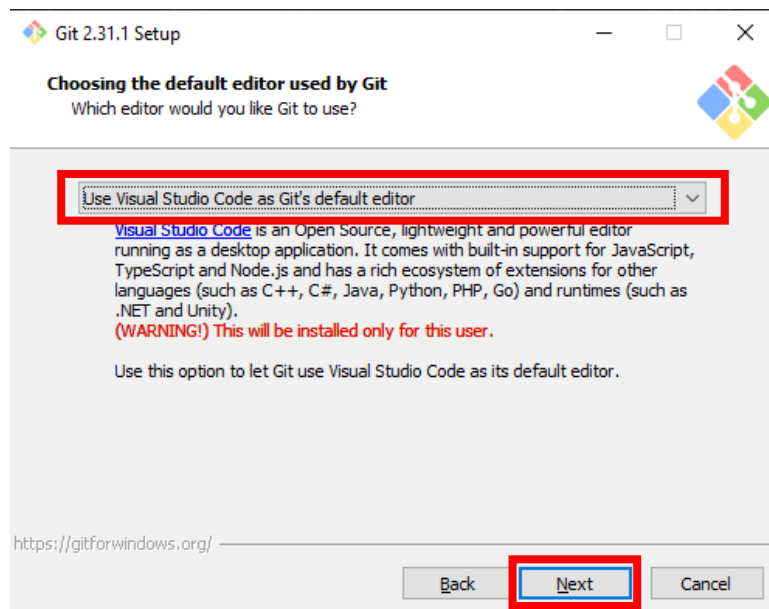 Git 2.31.1 Setup
Choosing the default editor used by Git
Which editor would you like Git to use?
Use Visual Studio Code as Git's default editor
Visual Studio Code is an Open Source, lightweight and powerful editor
running as a desktop application. It comes with built-in support for JavaScript,
TypeScript and Node.js and has a rich ecosystem of extensions for other
languages (such as C++, C#, Java, Python, PHP, Go) and runtimes (such as
.NET and Unity).
(WARNING!) This will be installed only for this user.
Use this option to let Git use Visual Studio Code as its default editor.
https://gitforwindows.org/
Back Next Cancel